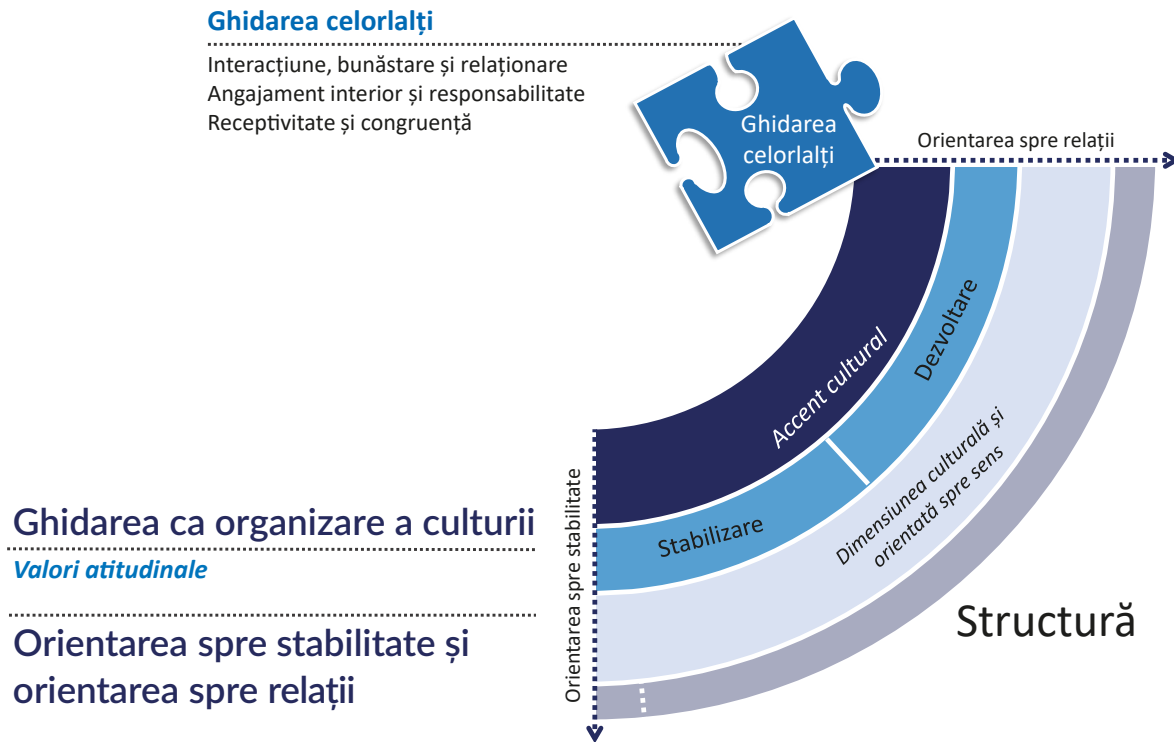 Ghidarea celorlalți
Interacțiune, bunăstare și relaționare
Angajament interior și responsabilitate
Receptivitate și congruență
Ghidarea
celorlalți
Orientarea spre relații
Accent cultural
Dezvoltare
Stabilizare
Dimensiunea culturală și
orientată spre sens
Orientarea spre stabilitate
Structură
Ghidarea ca organizare a culturii
Valori atitudinale
Orientarea spre stabilitate și
orientarea spre relații